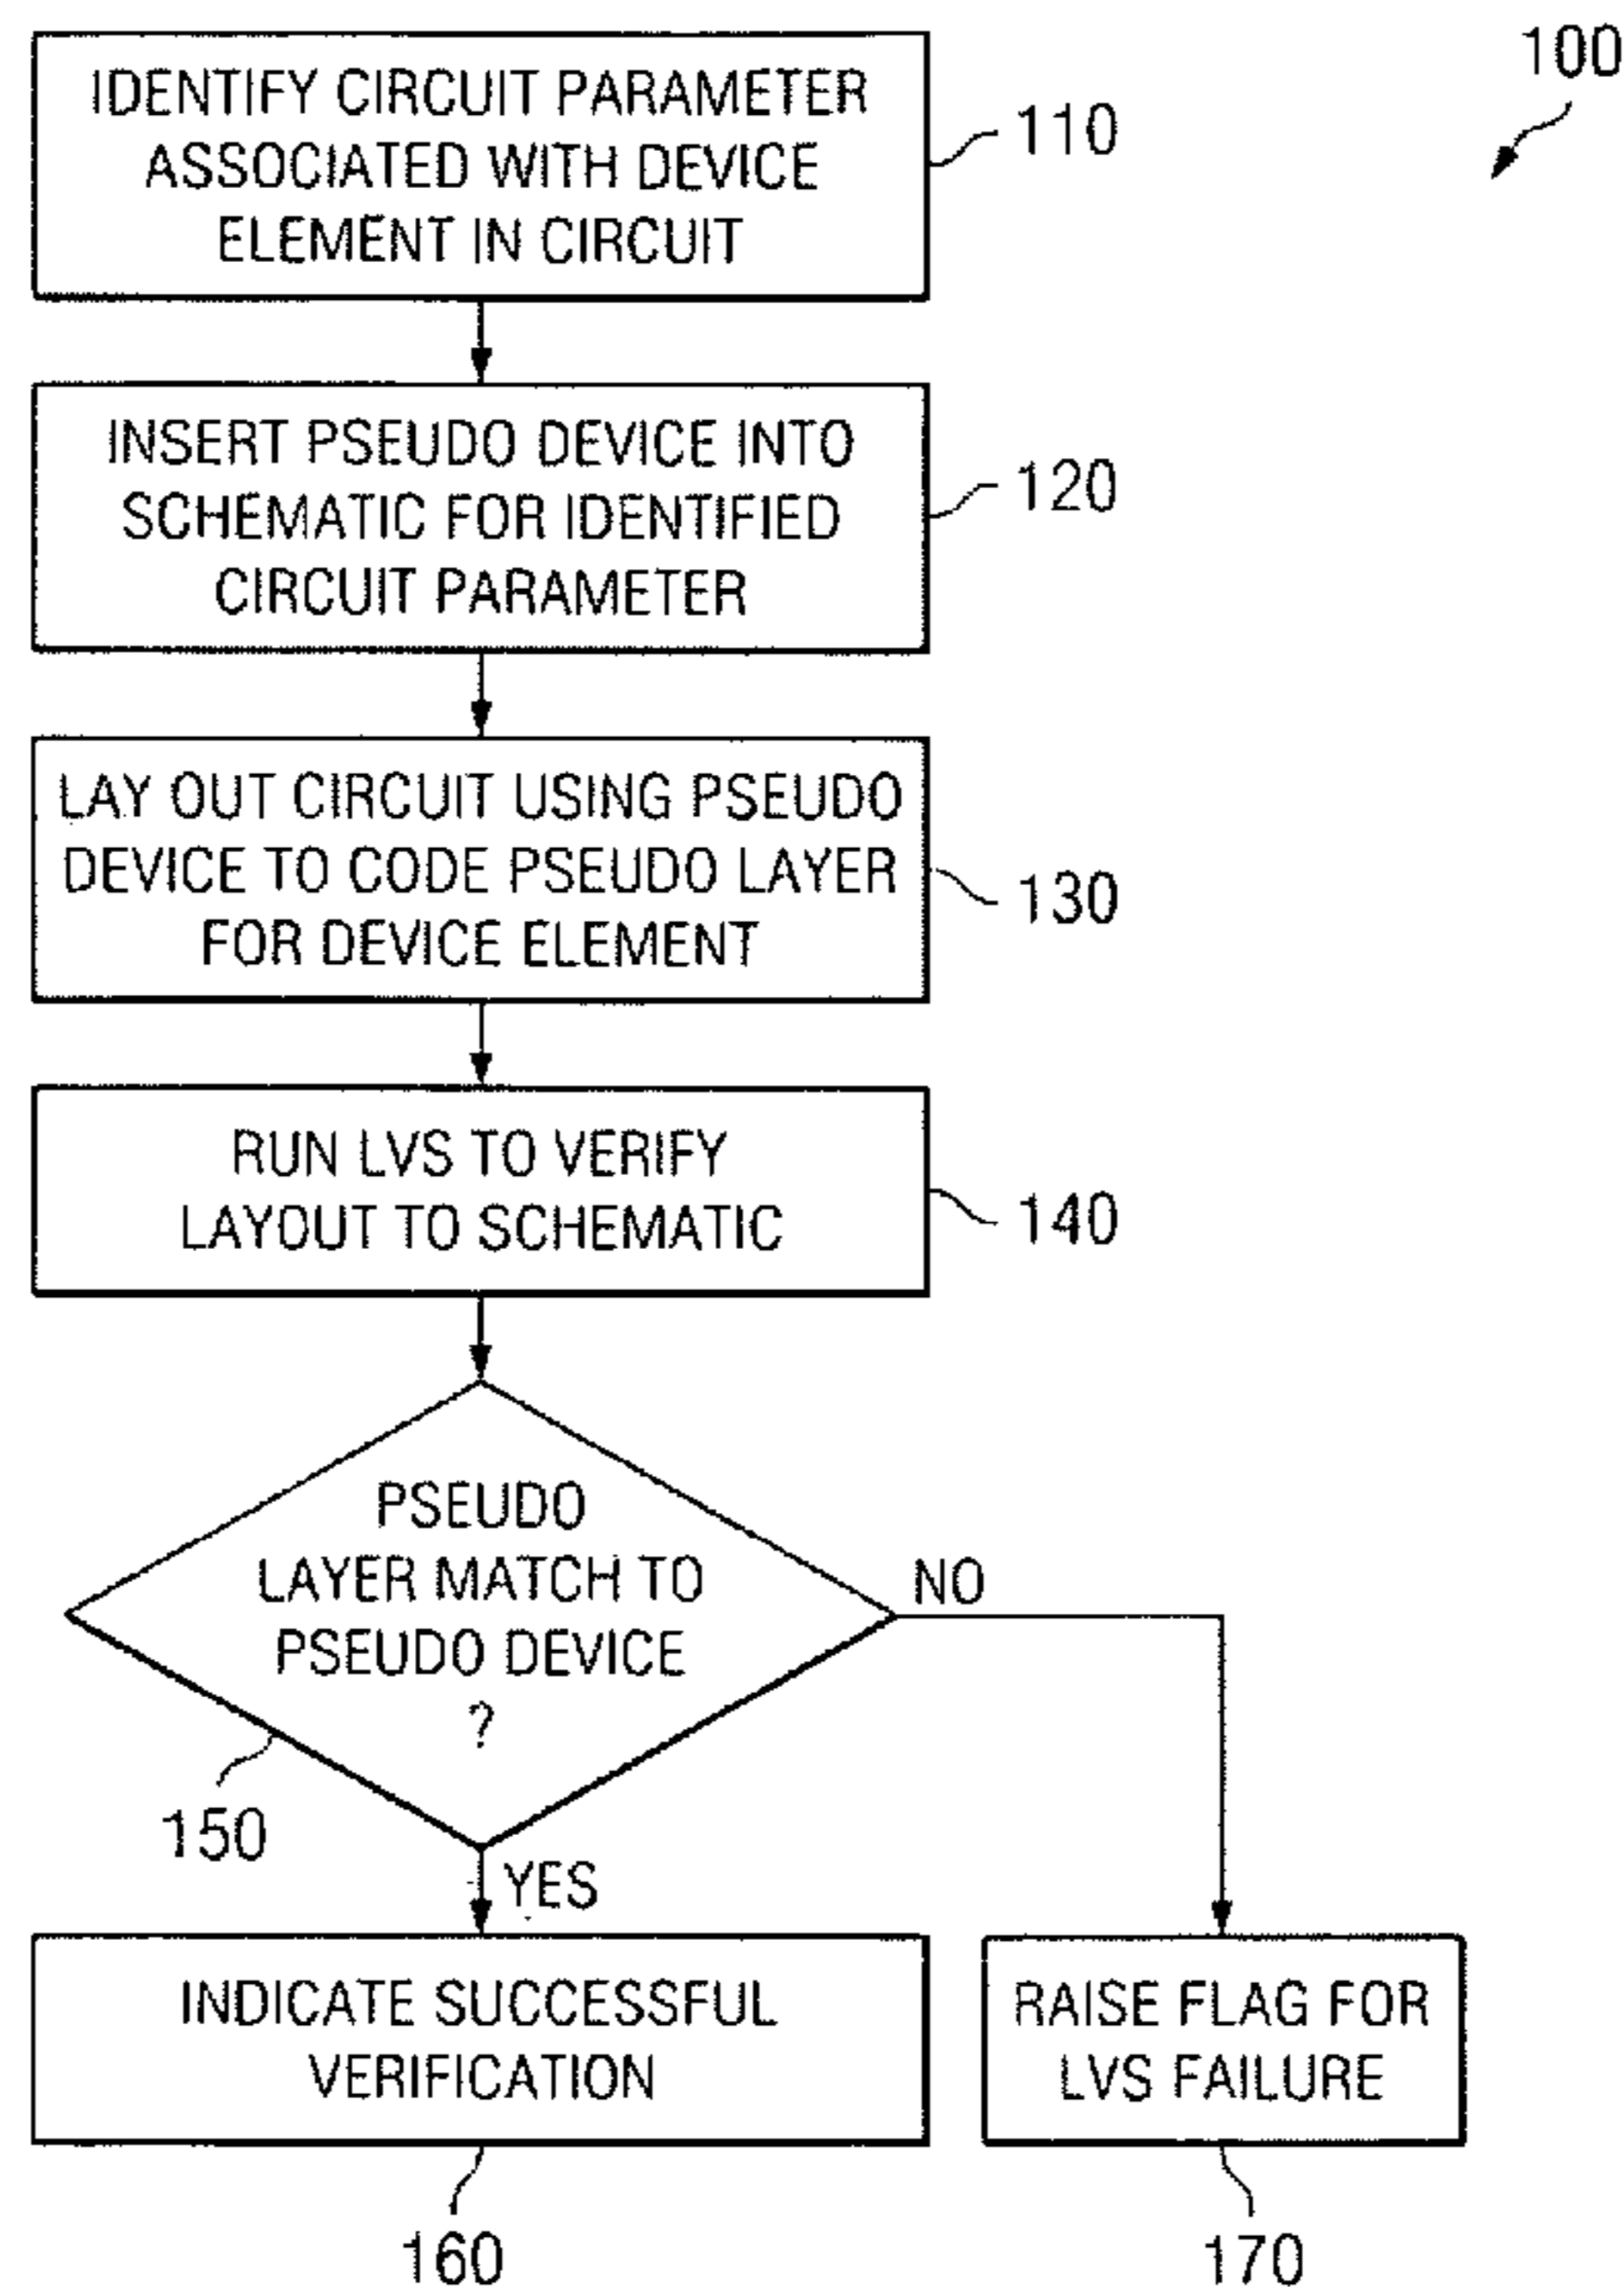 100
IDENTIFY CIRCUIT PARAMETER
ASSOCIATED WITH DEVICE
ELEMENT IN CIRCUIT
110
INSERT PSEUDO DEVICE INTO
SCHEMATIC FOR IDENTIFIED
CIRCUIT PARAMETER
120
LAY OUT CIRCUIT USING PSEUDO
DEVICE TO CODE PSEUDO LAYER
FOR DEVICE ELEMENT
130
RUN LVS TO VERIFY
LAYOUT TO SCHEMATIC
140
PSEUDO
LAYER MATCH TO
PSEUDO DEVICE
?
150
NO
YES
INDICATE SUCCESSFUL
VERIFICATION
160
RAISE FLAG FOR
LVS FAILURE
170